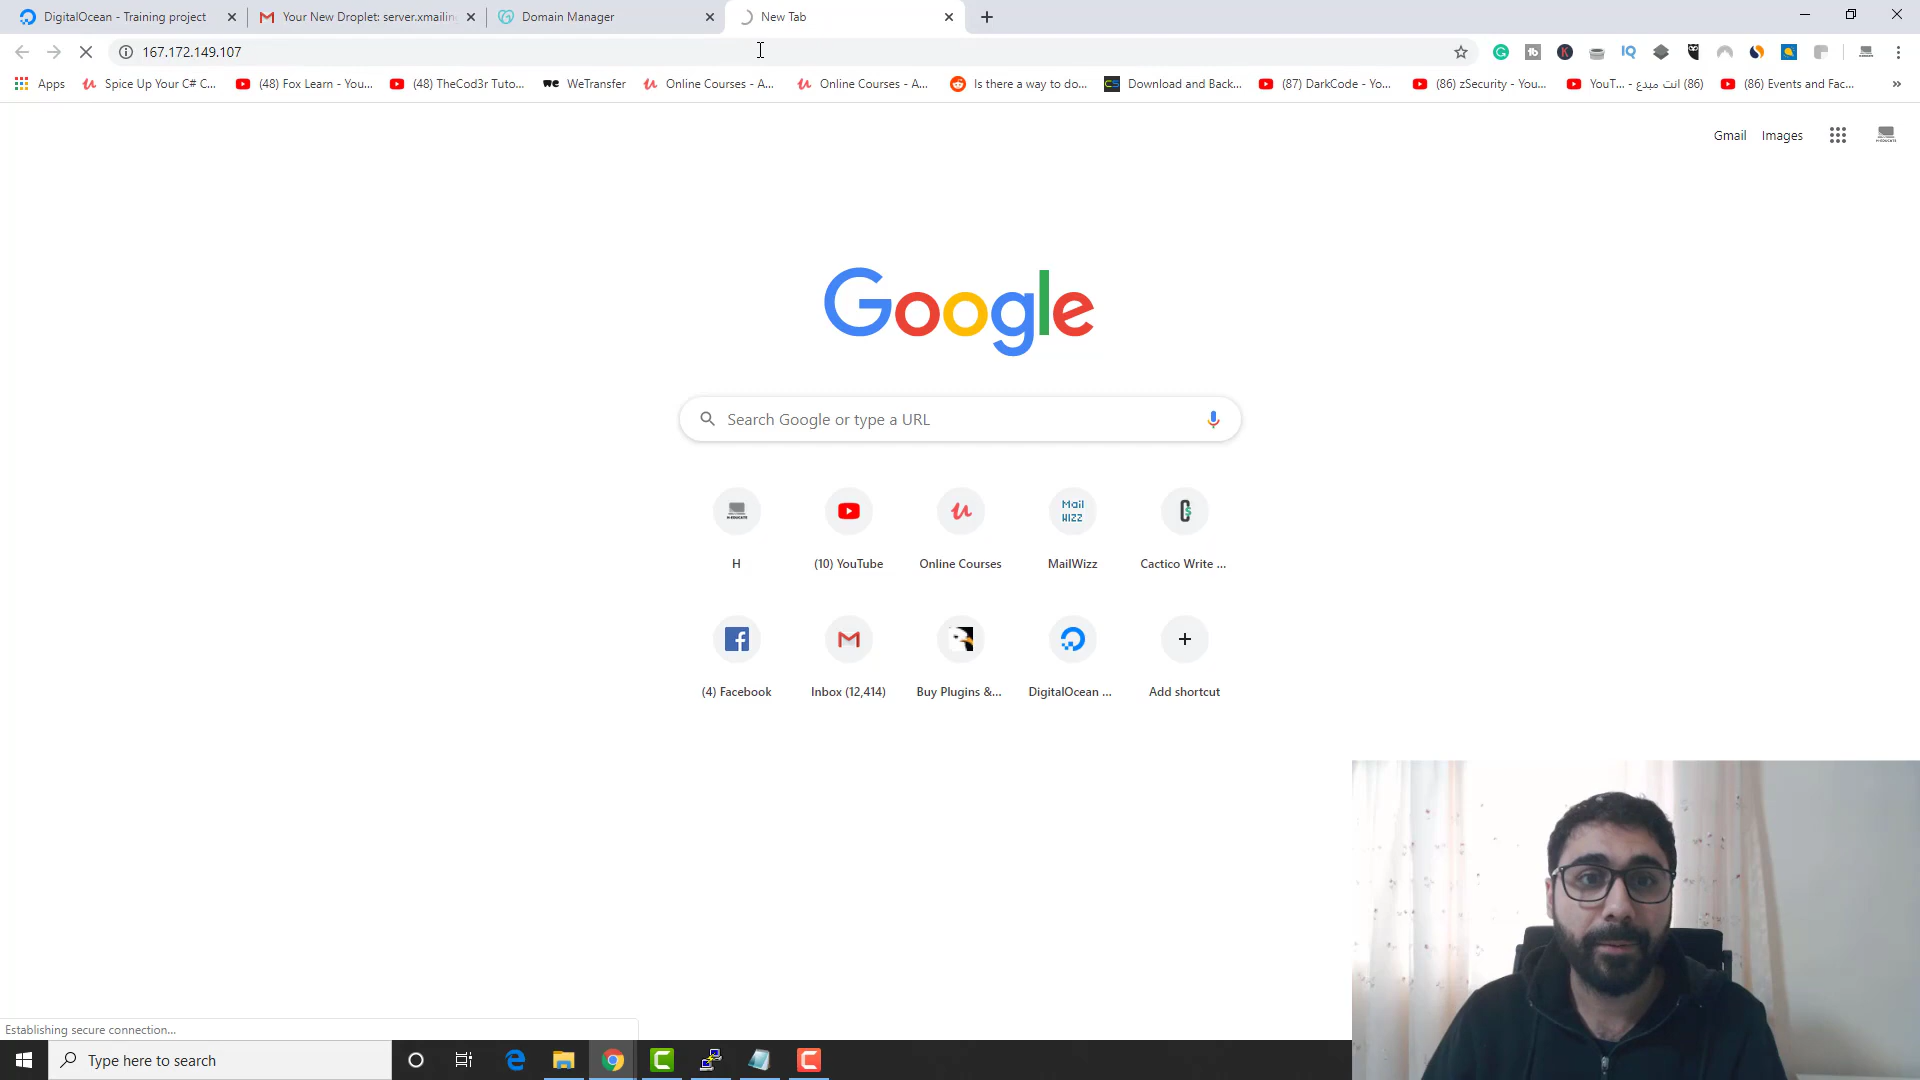 DigitalOcean - Training project
Your New Droplet: server.xmailin
Domain Manager
New Tab
167.172.149.107
Apps
Spice Up Your C# C...
(48) Fox Learn - You...
(48) TheCod3r Tuto...
WeTransfer
Online Courses - A...
Online Courses - A...
Is there a way to do...
Download and Back...
(87) DarkCode - Yo...
(86) zSecurity - You...
(86) انت مبدع - YouT...
(86) Events and Fac...
Gmail
Images
Google
Search Google or type a URL
Mail
WIZZ
H
(10) YouTube
Online Courses
MailWizz
Cactico Write ...
(4) Facebook
Inbox (12,414)
Buy Plugins &...
DigitalOcean ...
Add shortcut
Establishing secure connection...
Type here to search